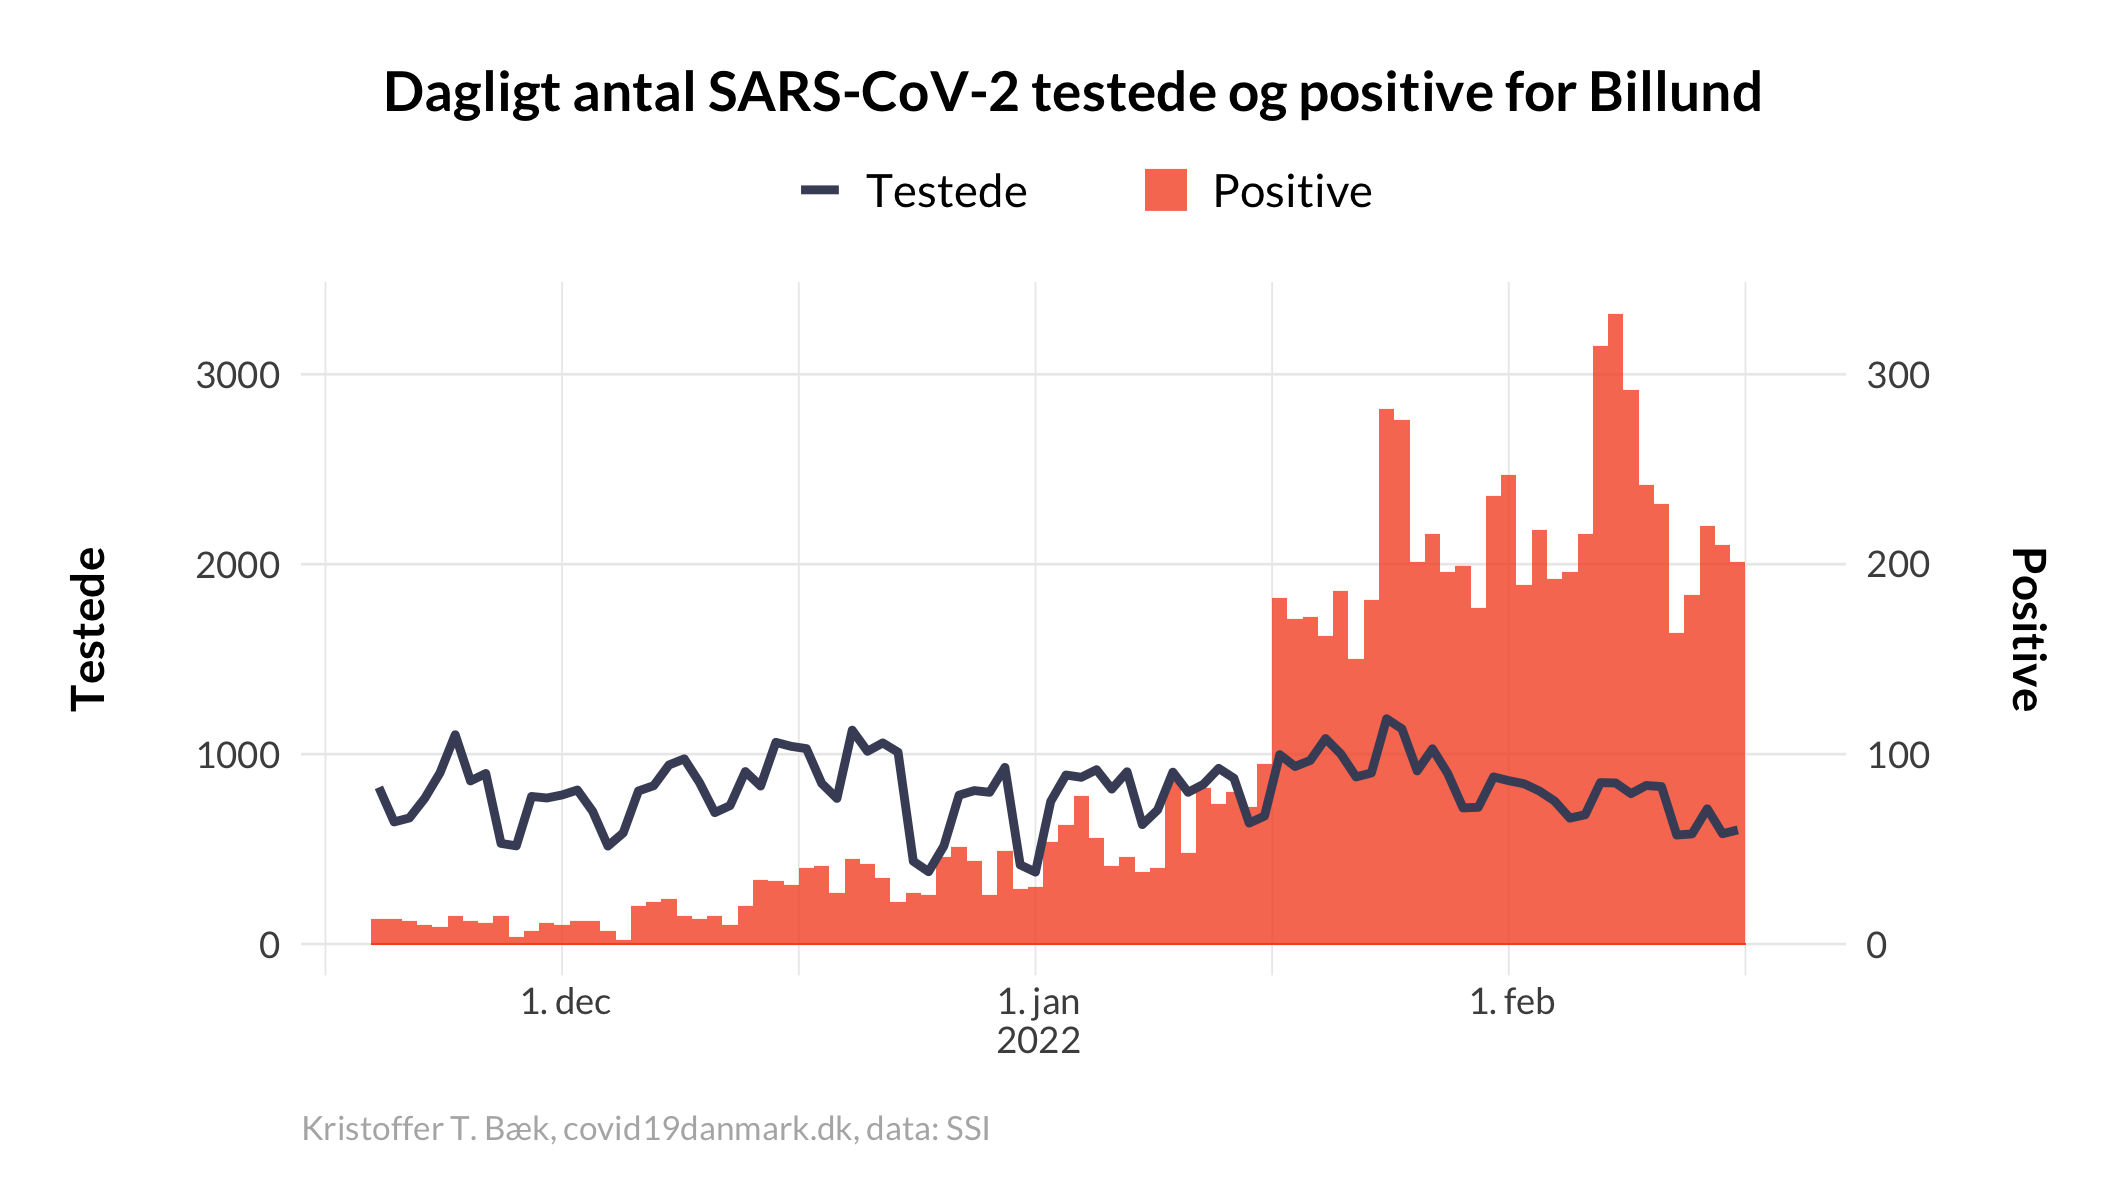 Dagligt antal SARS-CoV-2 testede og positive for Billund
Testede
Positive
Testede
3000
2000
1000
0
300
200
100
0
Positive
1. dec
1. jan
2022
1. feb
Kristoffer T. Bæk, covid19danmark.dk, data: SSI